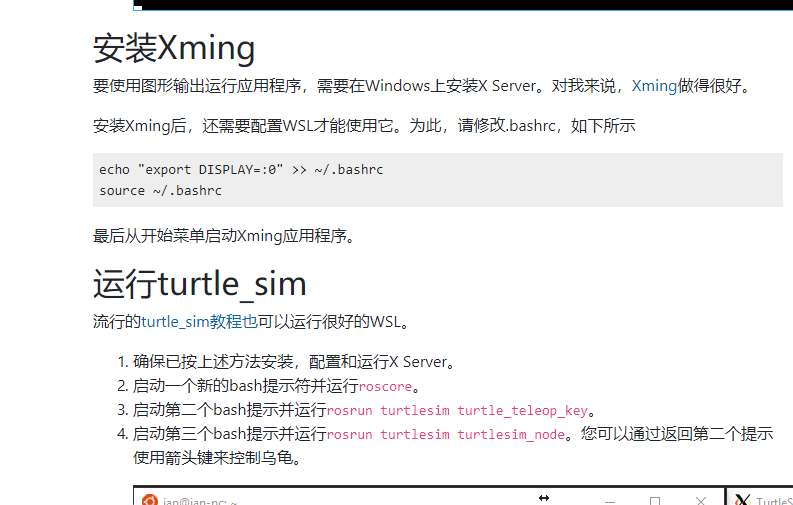 安装Xming
要使用图形输出运行应用程序，需要在Windows上安装X Server。对我来说，Xming做得很好。
安装Xming后，还需要配置WSL才能使用它。为此，请修改.bashrc，如下所示
echo "export DISPLAY=:0" >> ~/.bashrc
source ~/.bashrc
最后从开始菜单启动Xming应用程序。
运行turtle_sim
流行的turtle_sim教程也可以运行很好的WSL。
1. 确保已按上述方法安装，配置和运行X Server。
2. 启动一个新的bash提示符并运行roscore。
3. 启动第二个bash提示并运行rosrun turtlesim turtle_teleop_key。
4. 启动第三个bash提示并运行rosrun turtlesim turtlesim_node。您可以通过返回第二个提示
使用箭头键来控制乌龟。
jan@jan-pc: ~
TurtleS